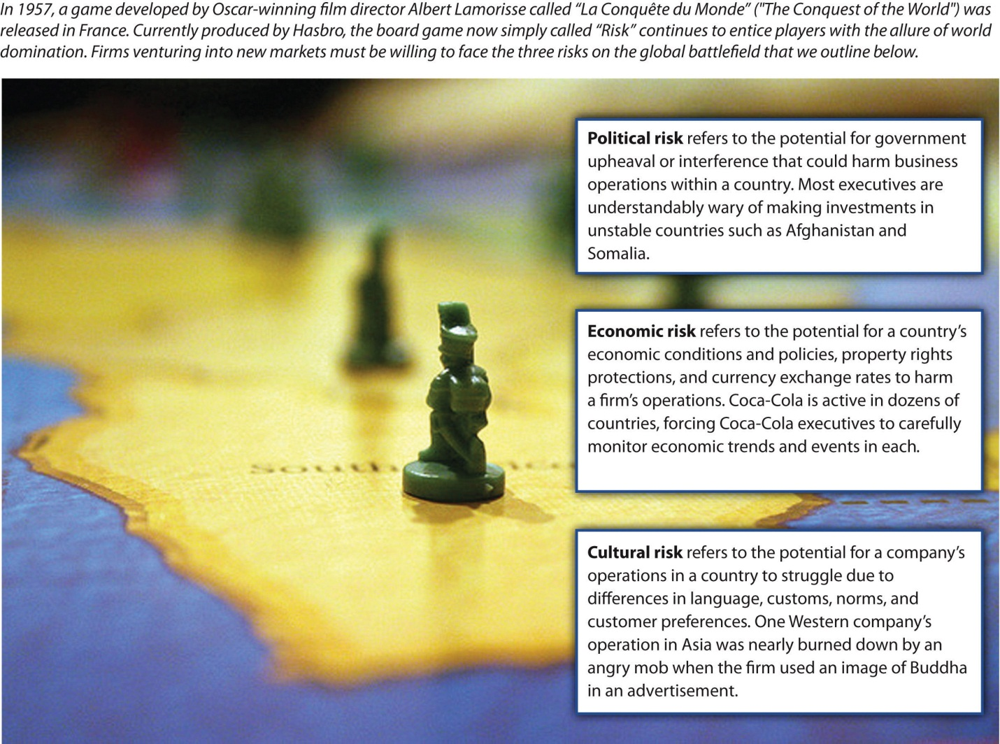 In 1957, a game developed by Oscar-winning film director Albert Lamorisse called “La Conquête du Monde” ("The Conquest of the World") was
released in France. Currently produced by Hasbro, the board game now simply called “Risk” continues to entice players with the allure of world
domination. Firms venturing into new markets must be willing to face the three risks on the global battlefield that we outline below.
Political risk refers to the potential for government
upheaval or interference that could harm business
operations within a country. Most executives are
understandably wary of making investments in
unstable countries such as Afghanistan and
Somalia.
Economic risk refers to the potential for a country’s
economic conditions and policies, property rights
protections, and currency exchange rates to harm
a firm’s operations. Coca-Cola is active in dozens of
countries, forcing Coca-Cola executives to carefully
monitor economic trends and events in each.
South
Cultural risk refers to the potential for a company’s
operations in a country to struggle due to
differences in language, customs, norms, and
customer preferences. One Western company’s
operation in Asia was nearly burned down by an
angry mob when the firm used an image of Buddha
in an advertisement.